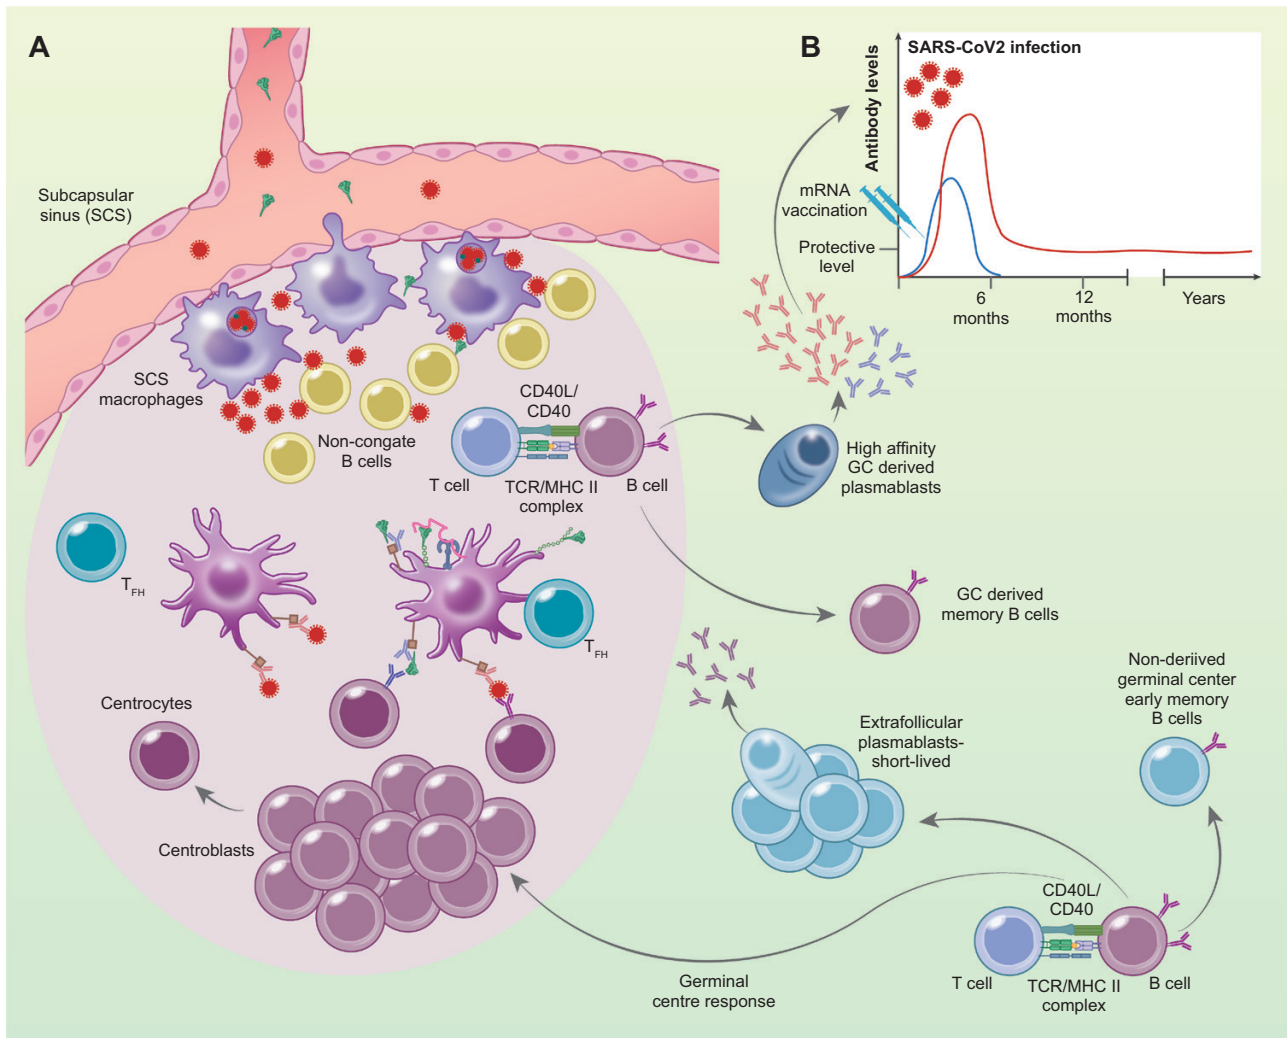 A
Subcapsular
sinus (SCS)
SCS
macrophages
Non-congate
B cells
CD40L/
CD40
T cell
TCR/MHC II
complex
B cell
TFH
TFH
Centrocytes
Centroblasts
High affinity
GC derived
plasmablasts
GC derived
memory B cells
Extrafollicular
plasmablasts-
short-lived
Non-deriived
germinal center
early memory
B cells
CD40L/
CD40
T cell
TCR/MHC II
complex
B cell
Germinal
centre response
B
SARS-CoV2 infection
Antibody levels
mRNA
vaccination
Protective
level
6
months
12
months
Years